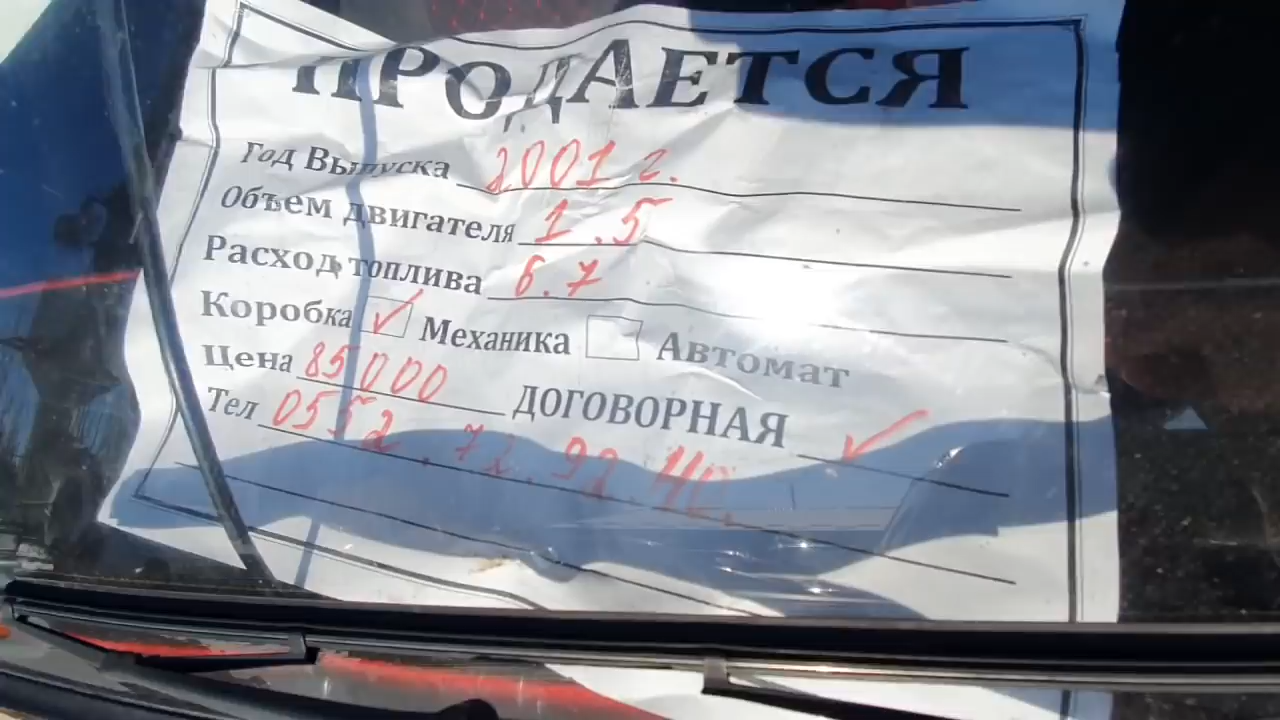 ПРОДАЕТСЯ
Год Выпуска 2001 г.
Объем двигателя 1.5
Расход топлива 6.7
Коробка ✓ Механика Автомат
Цена 85000 ДОГОВОРНАЯ ✓
Тел 0552.72.92.